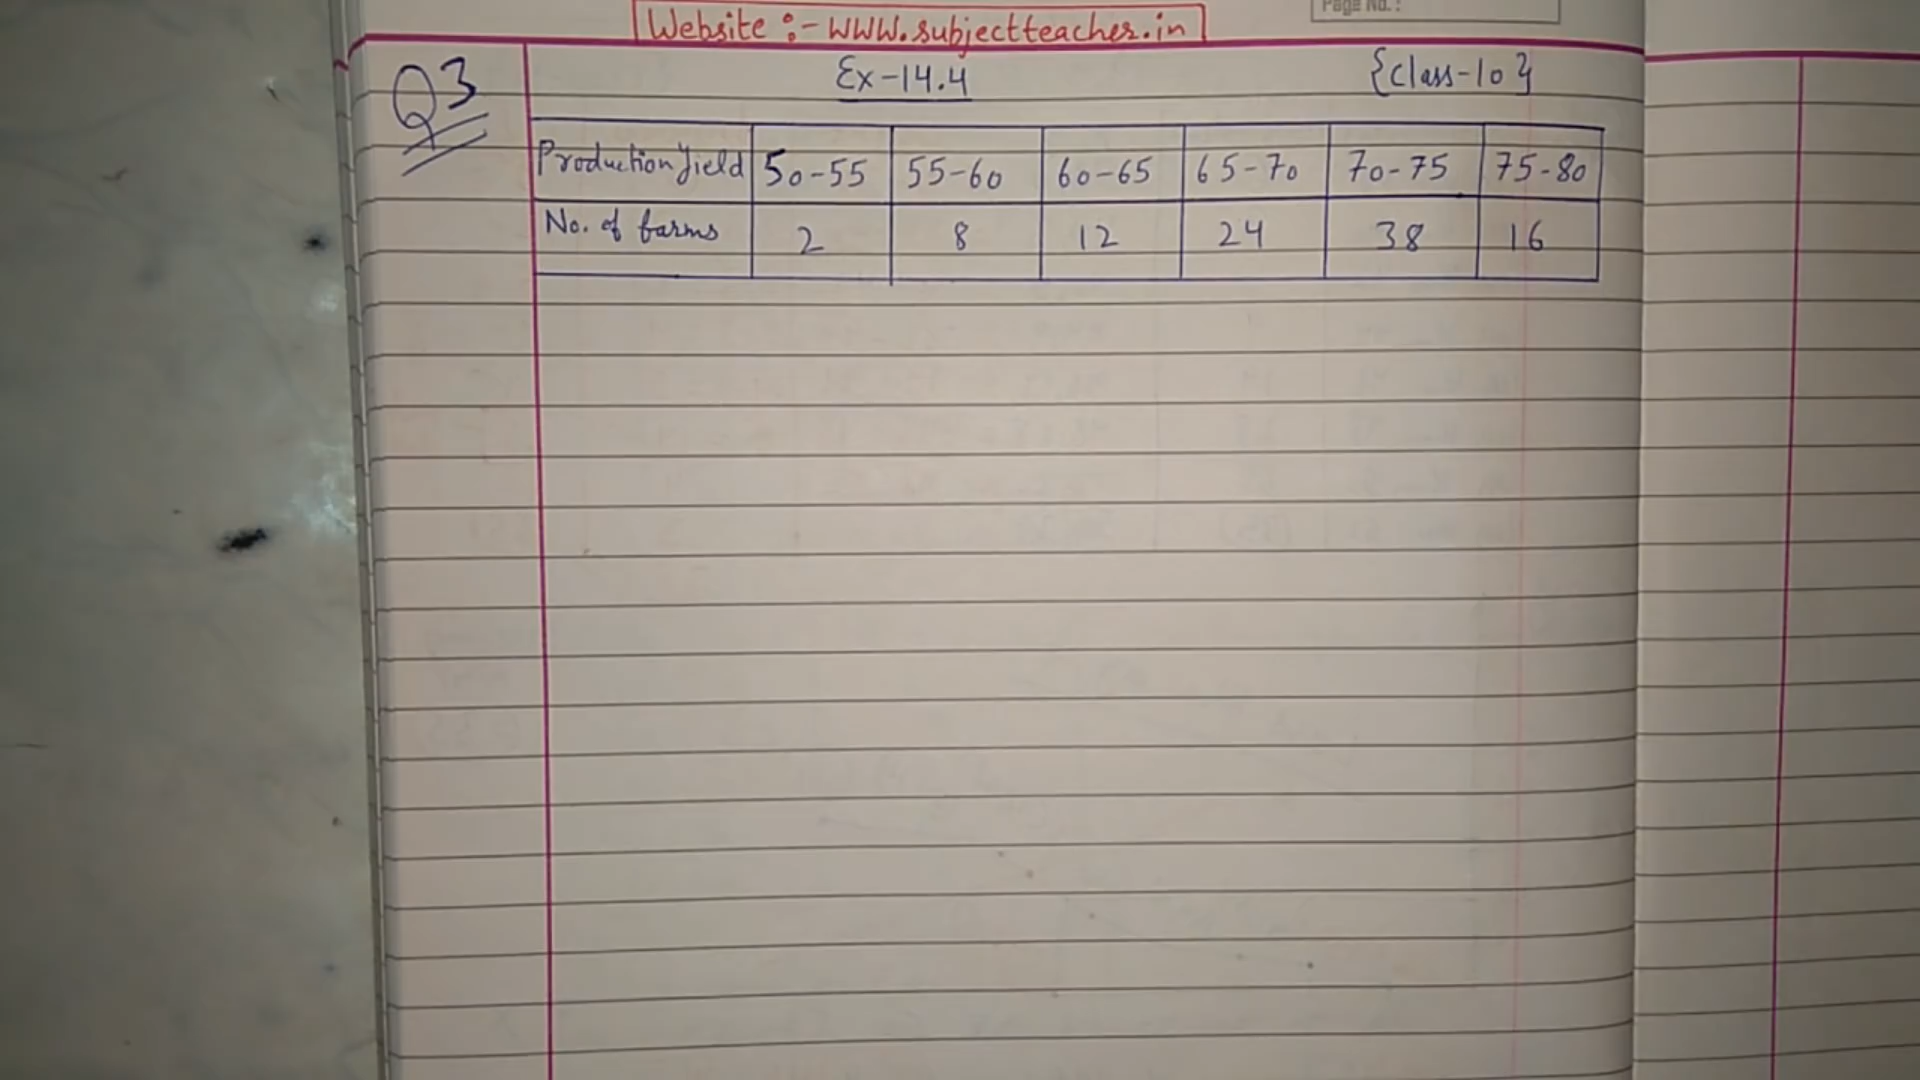 Page No. :
Website :- WWW.subjectteacher.in
Q3
Ex-14.4
{Class-10}
Production Yield 50-55 55-60 60-65 65-70 70-75 75-80
No. of farms 2 8 12 24 38 16